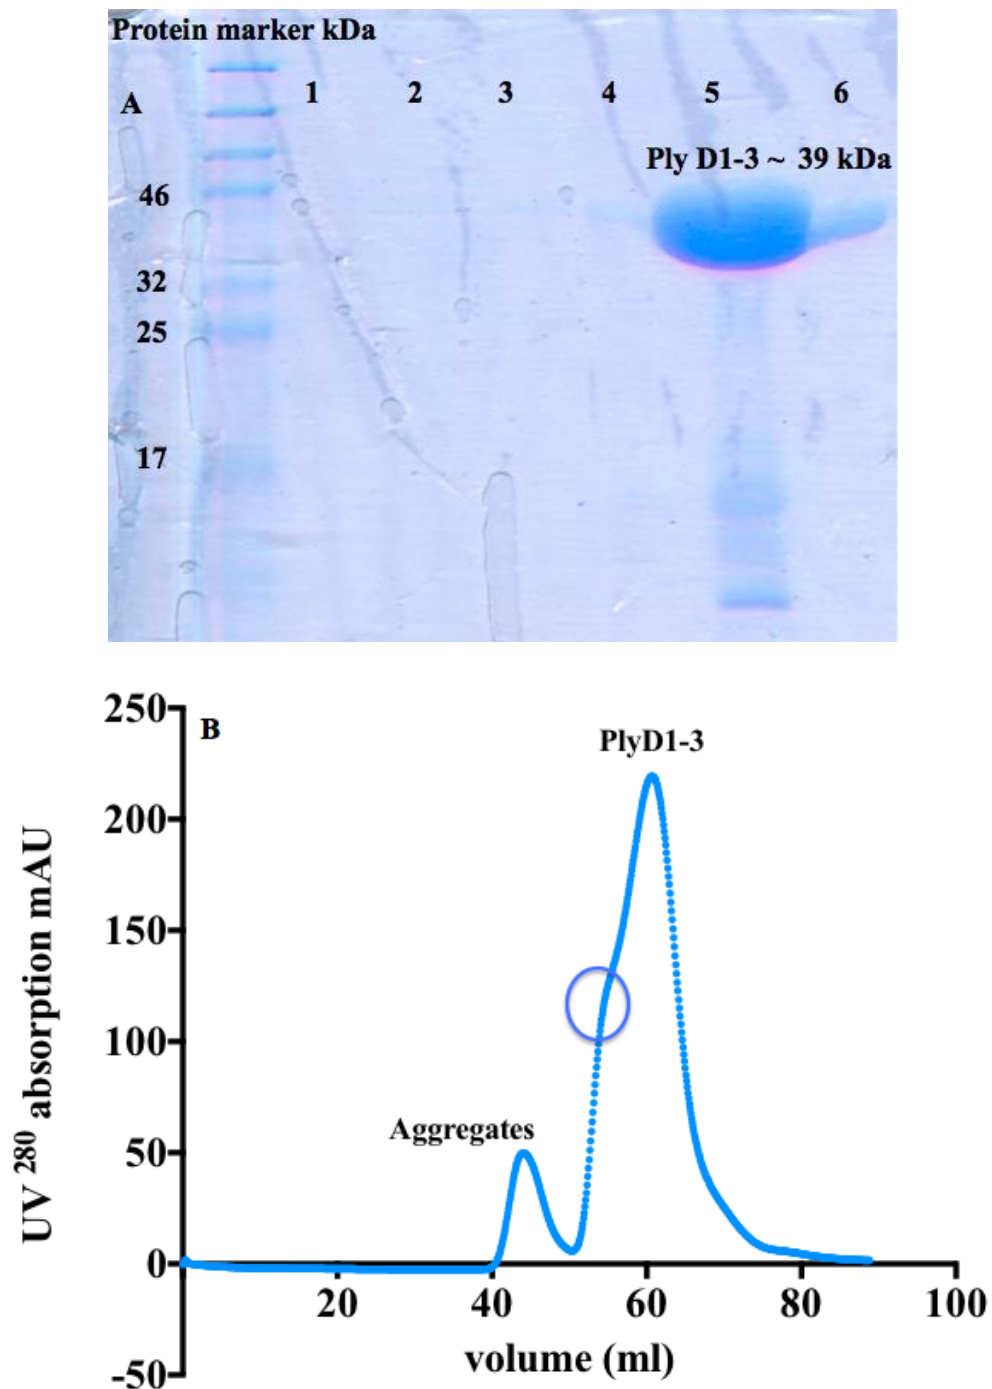 Protein marker kDa
A
1 2 3 4 5 6
Ply D1-3 ~ 39 kDa
46
32
25
17
B
PlyD1-3
Aggregates
UV 280 absorption mAU
250
200
150
100
50
0
-50
20 40 60 80 100
volume (ml)